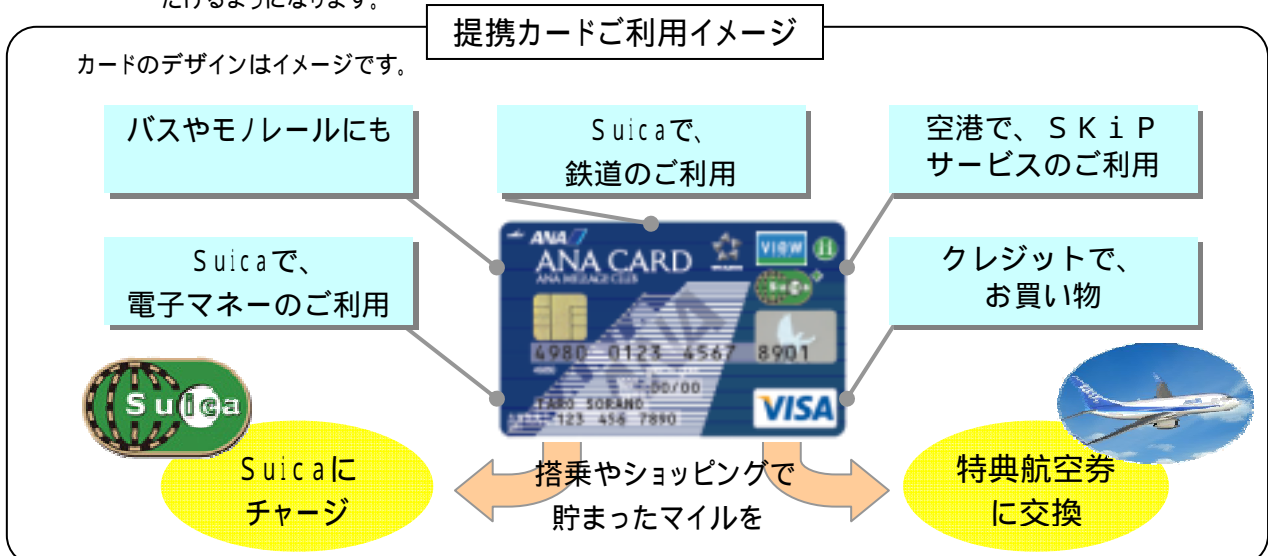 だけるようになります。
提携カードご利用イメージ
カードのデザインはイメージです。
バスやモノレールにも
Suicaで、
鉄道のご利用
空港で、ＳＫｉＰ
サービスのご利用
Suicaで、
電子マネーのご利用
クレジットで、
お買い物
ANA
ANA CARD
ANA MILEAGE CLUB
VIEW
Suica
ANA
4980 0123 4567 8901
00/00
TARO SORANO
123 456 7890
VISA
Suica
Suicaに
チャージ
搭乗やショッピングで
貯まったマイルを
特典航空券
に交換